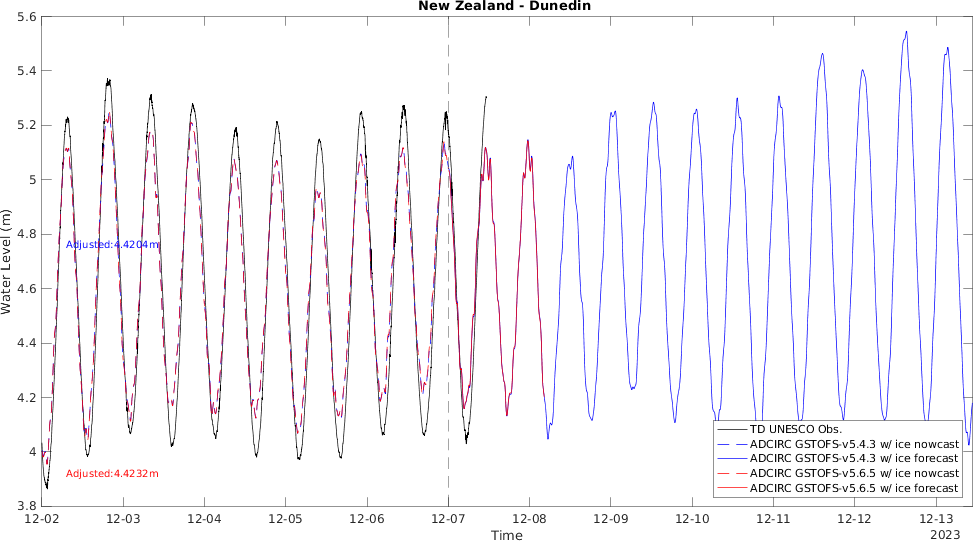 New Zealand - Dunedin
5.6
5.4
5.2
5
4.8
4.6
4.4
4.2
4
3.8
Water Level (m)
Adjusted:4.4204m
Adjusted:4.4232m
TD UNESCO Obs.
ADCIRC GSTOFS-v5.4.3 w/ ice nowcast
ADCIRC GSTOFS-v5.4.3 w/ ice forecast
ADCIRC GSTOFS-v5.6.5 w/ ice nowcast
ADCIRC GSTOFS-v5.6.5 w/ ice forecast
12-02 12-03 12-04 12-05 12-06 12-07 12-08 12-09 12-10 12-11 12-12 12-13
Time
2023